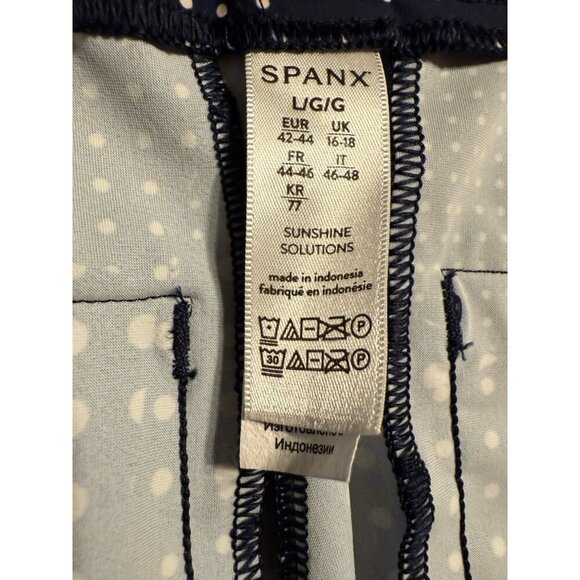 SPANX
L/G/G
EUR UK
42-44 16-18
FR IT
44-46 46-48
KR
77
SUNSHINE
SOLUTIONS
made in indonesia
fabriqué en indonésie
P
30 P
Индонезии